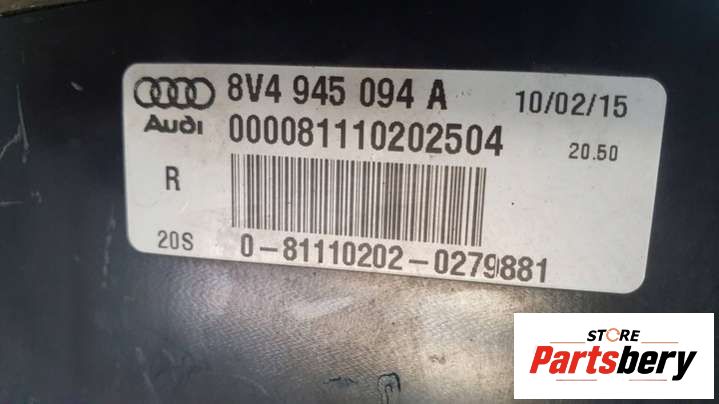 8V4 945 094 A 10/02/15
Audi 000081110202504 20.50
R
20S 0-81110202-0279881
STORE
Partsbery